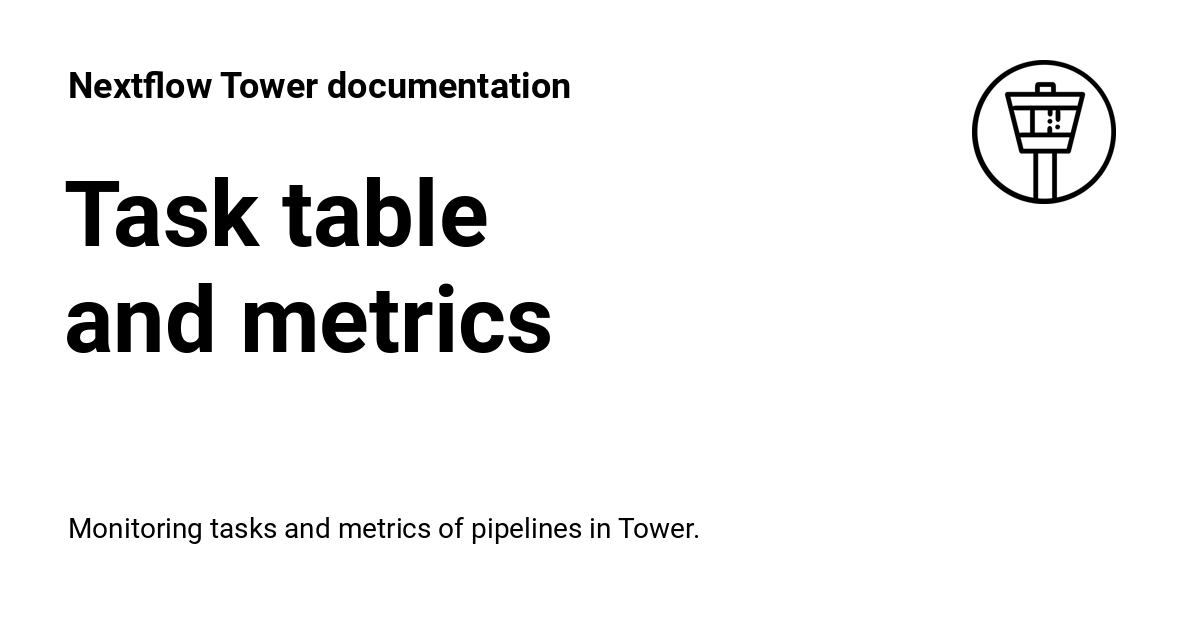 Nextflow Tower documentation
Task table
and metrics
Monitoring tasks and metrics of pipelines in Tower.